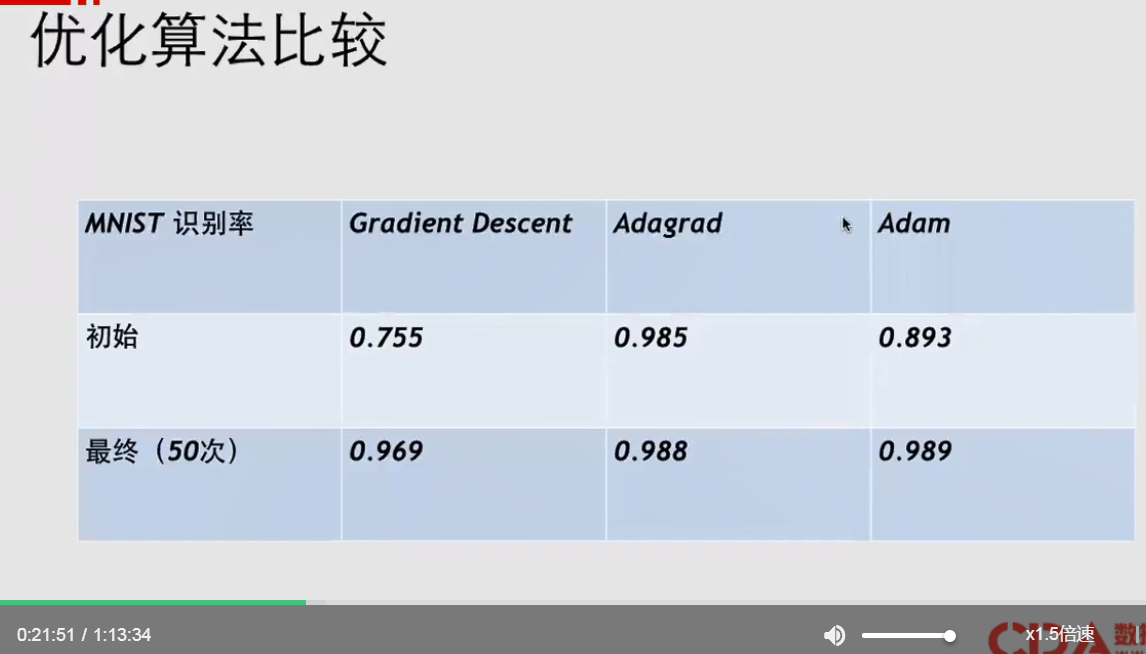 优化算法比较
MNIST 识别率 Gradient Descent Adagrad Adam
初始 0.755 0.985 0.893
最终（50次） 0.969 0.988 0.989
0:21:51 / 1:13:34 x1.5倍速 CDA 数